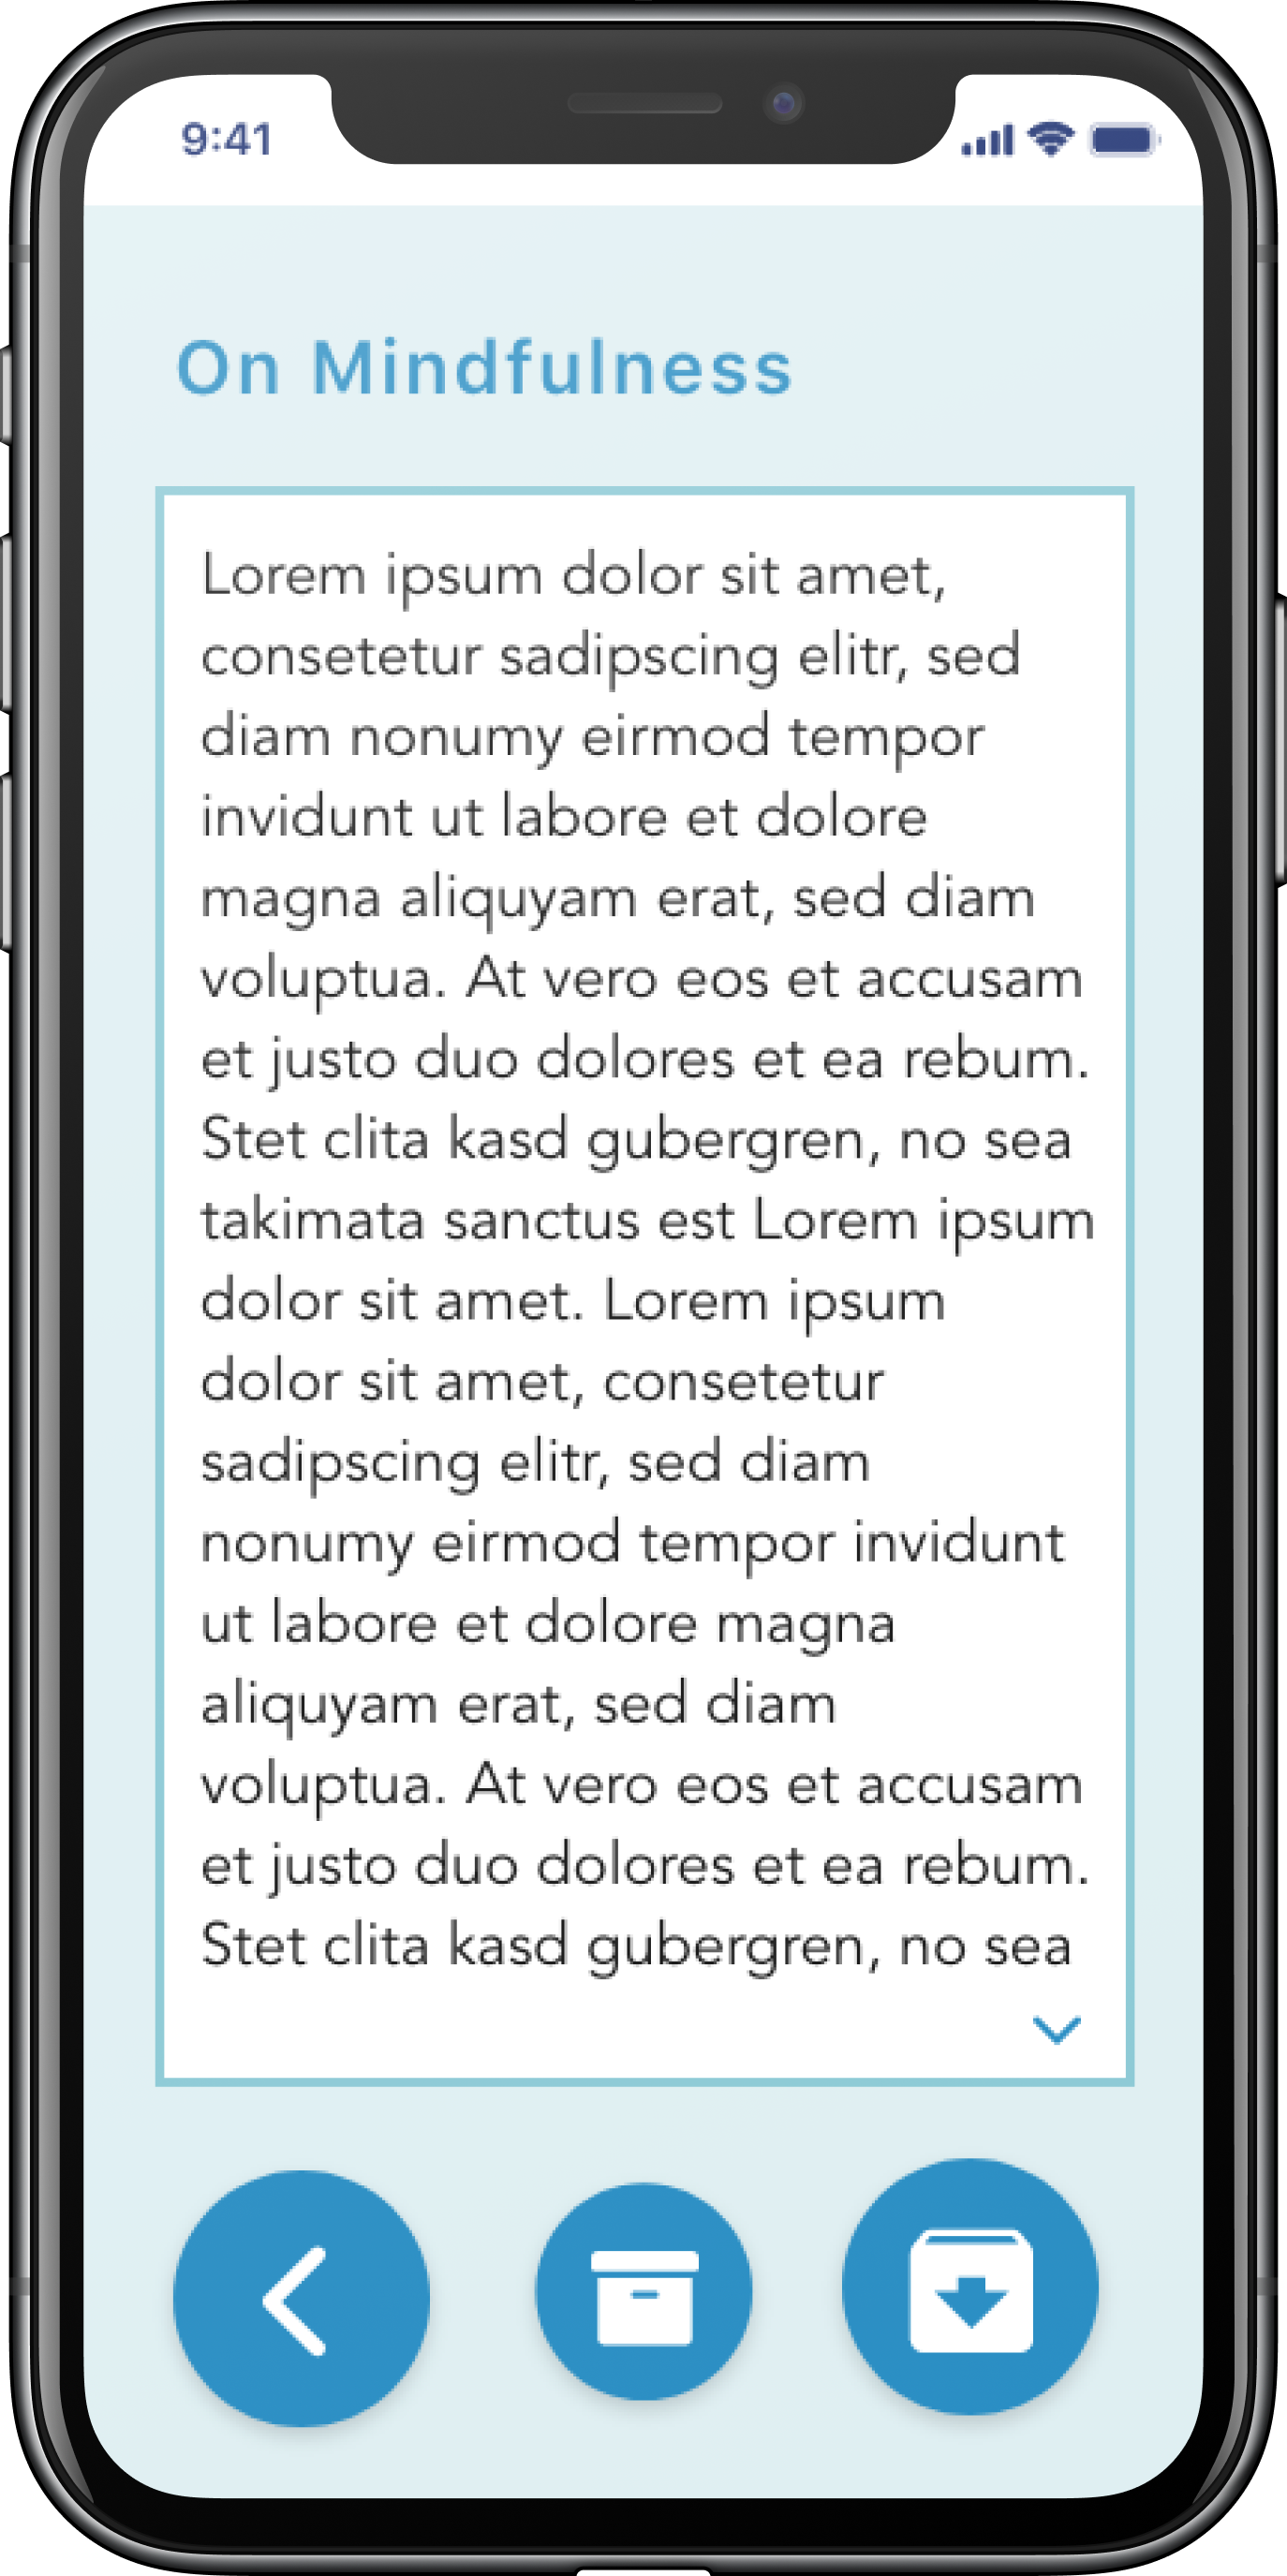 9:41
On Mindfulness
Lorem ipsum dolor sit amet,
consetetur sadipscing elitr, sed
diam nonumy eirmod tempor
invidunt ut labore et dolore
magna aliquyam erat, sed diam
voluptua. At vero eos et accusam
et justo duo dolores et ea rebum.
Stet clita kasd gubergren, no sea
takimata sanctus est Lorem ipsum
dolor sit amet. Lorem ipsum
dolor sit amet, consetetur
sadipscing elitr, sed diam
nonumy eirmod tempor invidunt
ut labore et dolore magna
aliquyam erat, sed diam
voluptua. At vero eos et accusam
et justo duo dolores et ea rebum.
Stet clita kasd gubergren, no sea